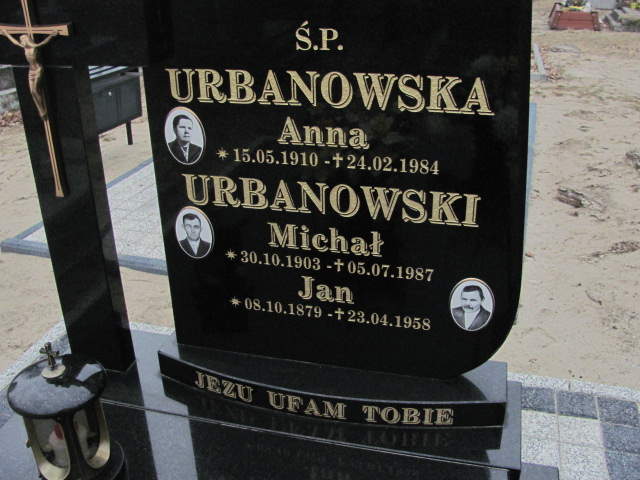 Ś.P.
URBANOWSKA
Anna
* 15.05.1910 - ✝ 24.02.1984
URBANOWSKI
Michał
* 30.10.1903 - ✝ 05.07.1987
Jan
* 08.10.1879 - ✝ 23.04.1958
JEZU UFAM TOBIE